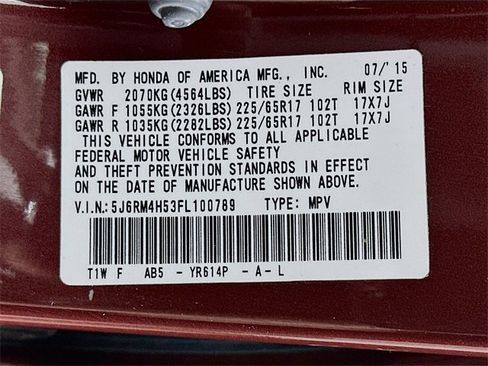 MFD. BY HONDA OF AMERICA MFG., INC. 07/'15
GVWR 2070KG(4564LBS) TIRE SIZE RIM SIZE
GAWR F 1055KG(2326LBS) 225/65R17 102T 17X7J
GAWR R 1035KG(2282LBS) 225/65R17 102T 17X7J
THIS VEHICLE CONFORMS TO ALL APPLICABLE
FEDERAL MOTOR VEHICLE SAFETY
AND THEFT PREVENTION STANDARDS IN EFFECT
ON THE DATE OF MANUFACTURE SHOWN ABOVE.
V.I.N.:5J6RM4H53FL100789 TYPE: MPV
T1W F AB5 - YR614P - A - L